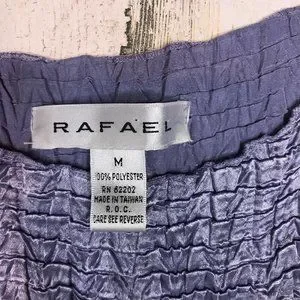 RAFAEL
M
100% POLYESTER
RN 62202
MADE IN TAIWAN
R.O.C.
CARE SEE REVERSE